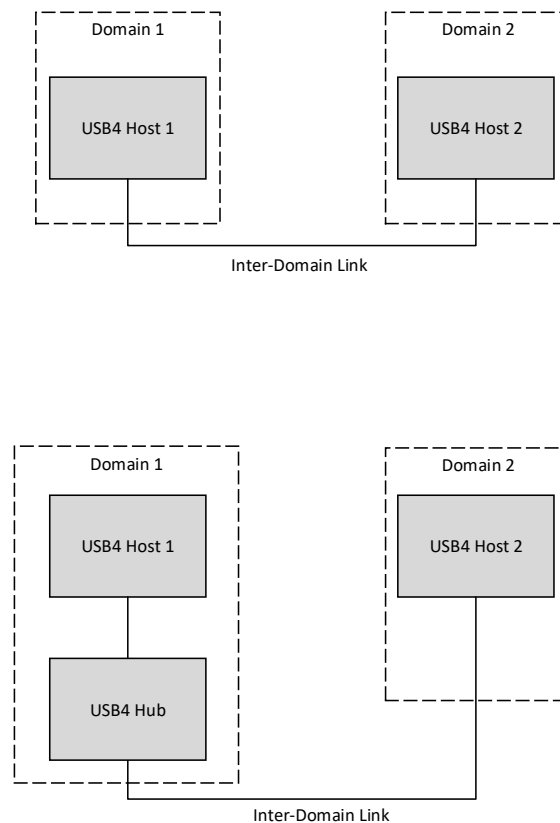 Domain 1
Domain 2
USB4 Host 1
USB4 Host 2
Inter-Domain Link
Domain 1
Domain 2
USB4 Host 1
USB4 Host 2
USB4 Hub
Inter-Domain Link